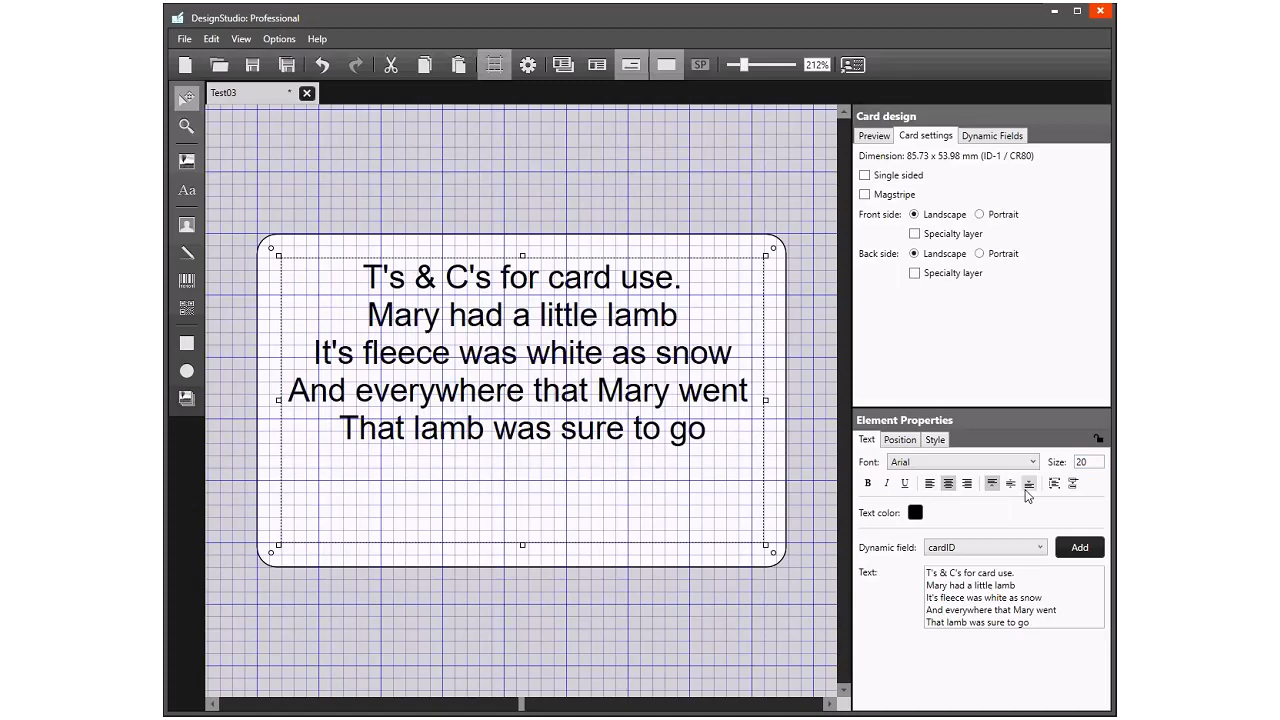 DesignStudio: Professional
File Edit View Options Help
SP 212%
Test03 *
Card design
Preview Card settings Dynamic Fields
Dimension: 85.73 x 53.98 mm (ID-1 / CR80)
Single sided
Magstripe
Front side: Landscape Portrait
Specialty layer
Back side: Landscape Portrait
Specialty layer
T's & C's for card use.
Mary had a little lamb
It's fleece was white as snow
And everywhere that Mary went
That lamb was sure to go
Element Properties
Text Position Style
Font: Arial Size: 20
B I U
Text color:
Dynamic field: cardID Add
Text: T's & C's for card use.
Mary had a little lamb
It's fleece was white as snow
And everywhere that Mary went
That lamb was sure to go
Aa